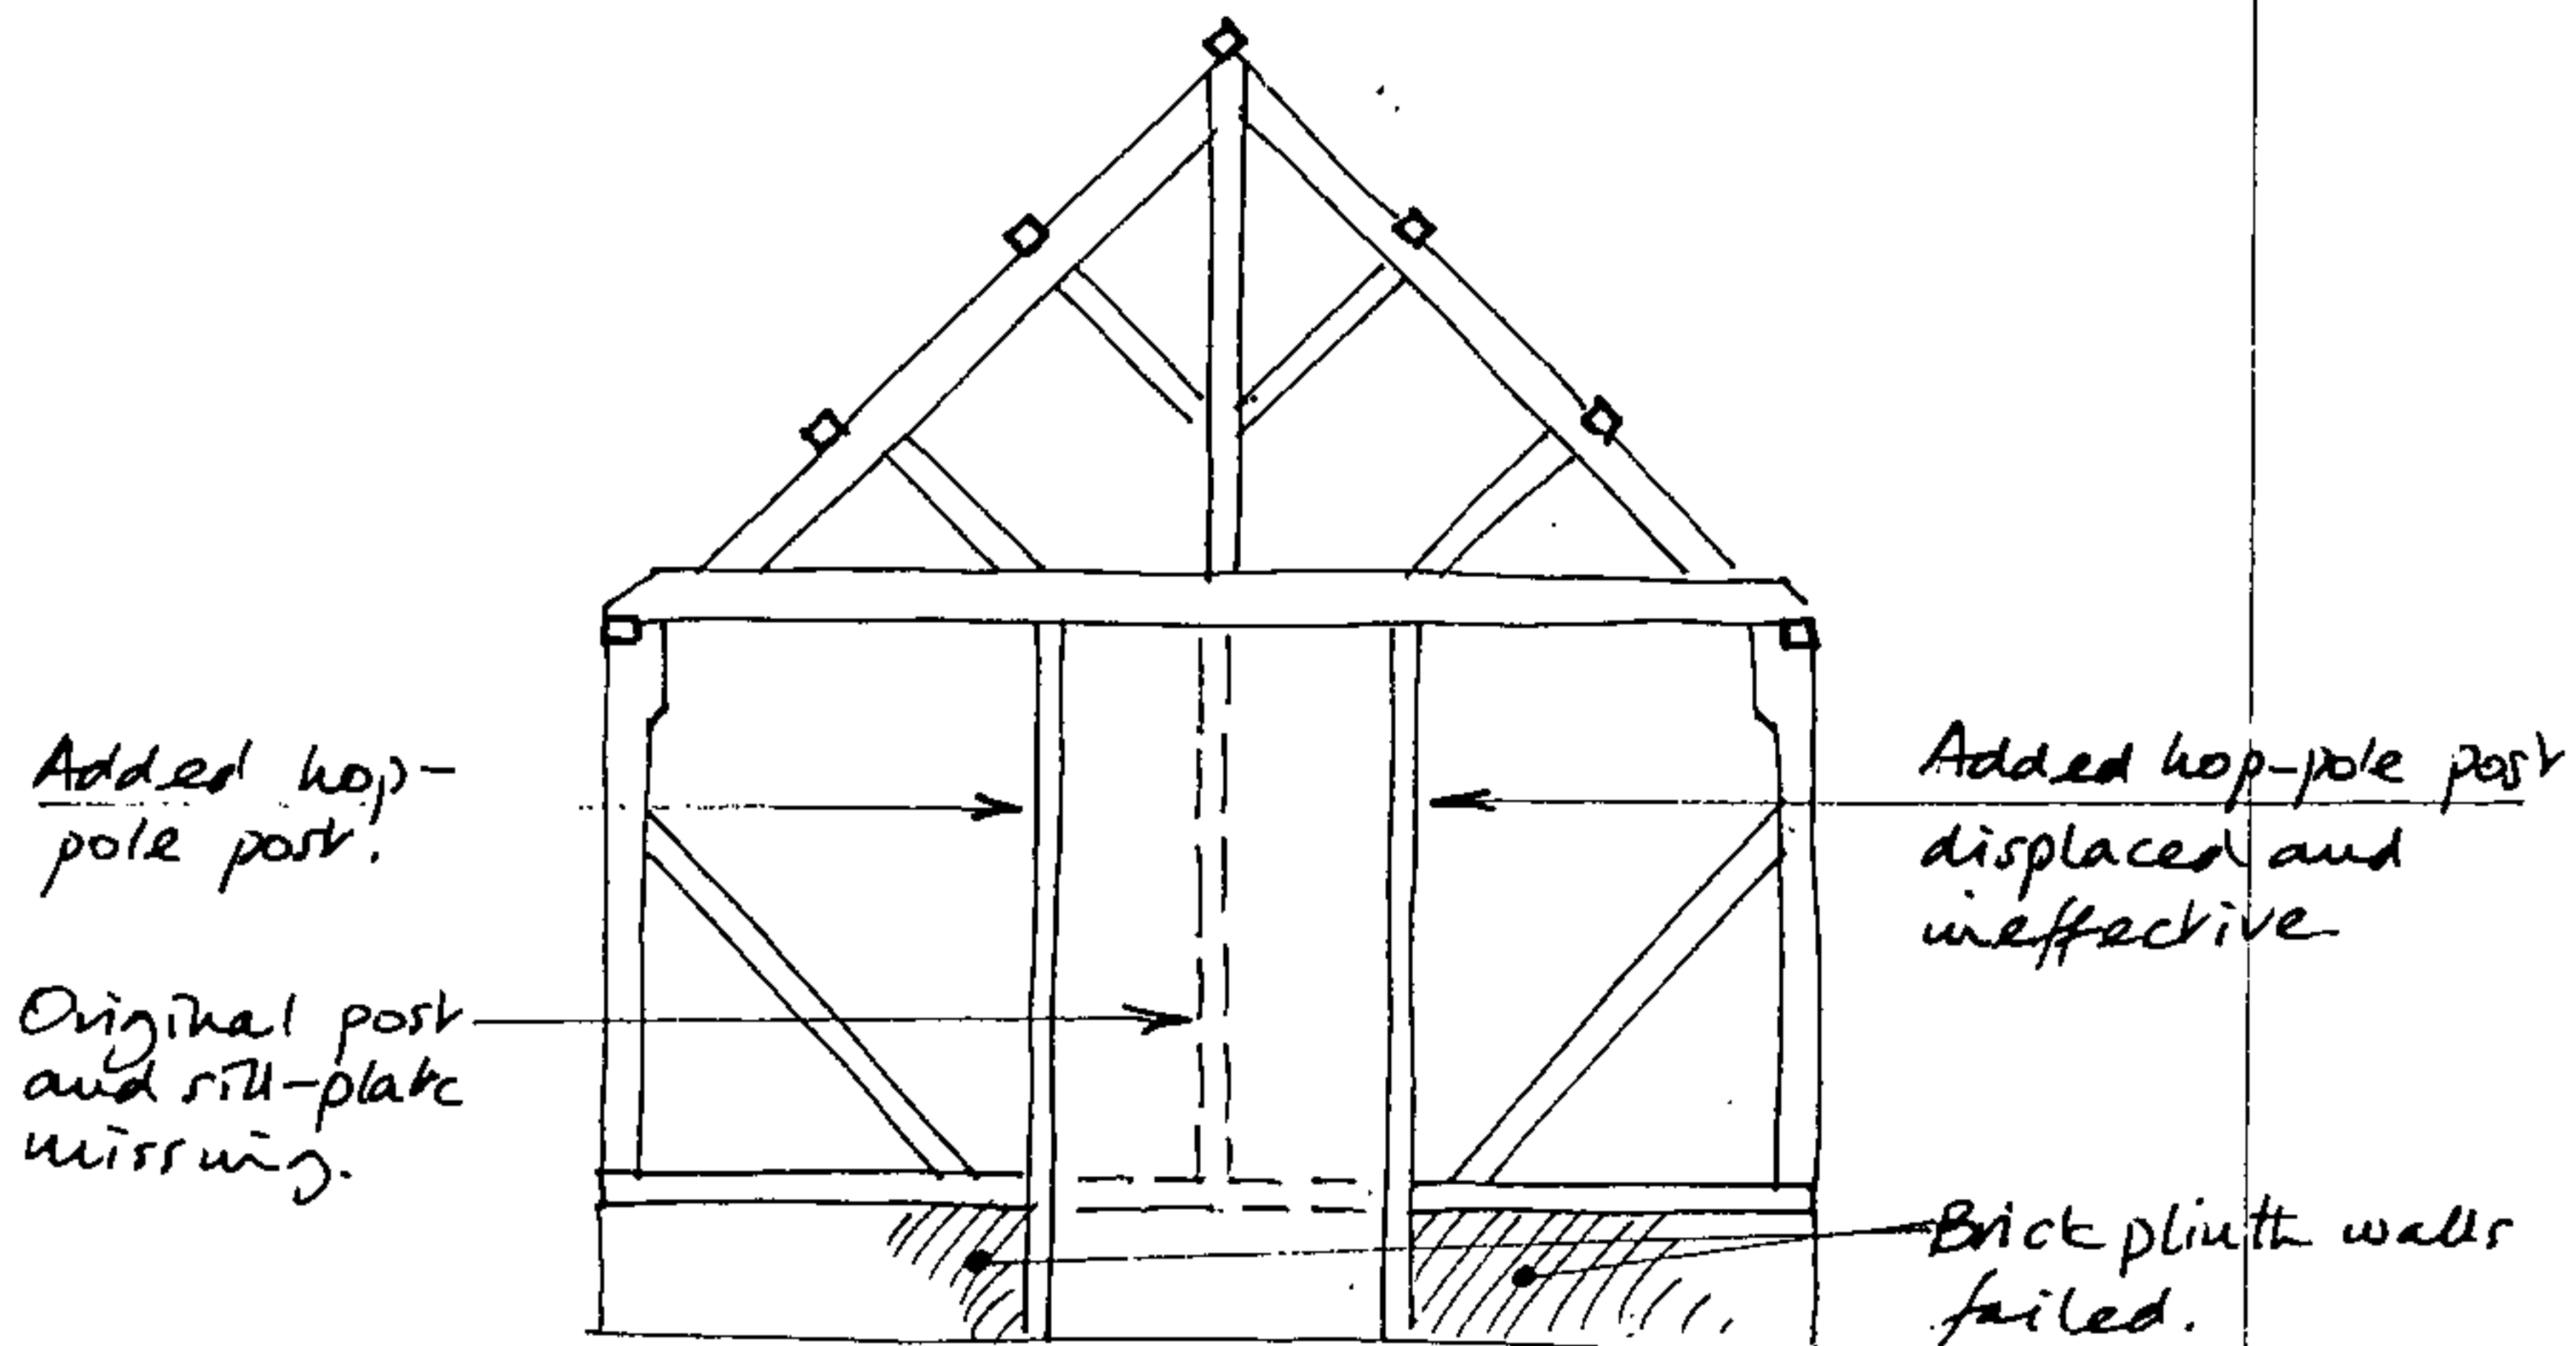 Added hop-
pole post.
Original post
and sill-plate
missing.
Added hop-pole post
displaced and
ineffective
Brick plinth walls
failed.